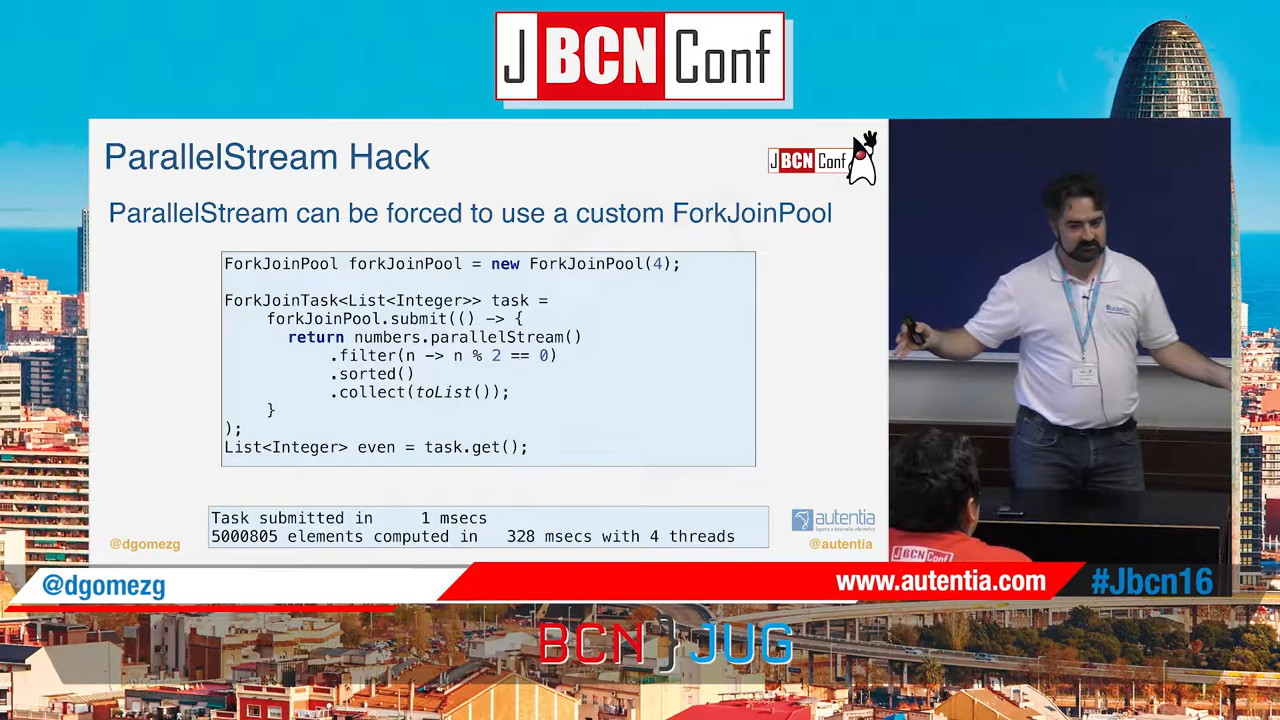 J BCN Conf
ParallelStream Hack
J BCN Conf
ParallelStream can be forced to use a custom ForkJoinPool
ForkJoinPool forkJoinPool = new ForkJoinPool(4);
ForkJoinTask<List<Integer>> task =
forkJoinPool.submit(() -> {
return numbers.parallelStream()
.filter(n -> n % 2 == 0)
.sorted()
.collect(toList());
}
);
List<Integer> even = task.get();
Task submitted in 1 msecs
5000805 elements computed in 328 msecs with 4 threads
autentia
@dgomezg
@autentia
JBCNConf
@dgomezg
www.autentia.com
#Jbcn16
BCN JUG